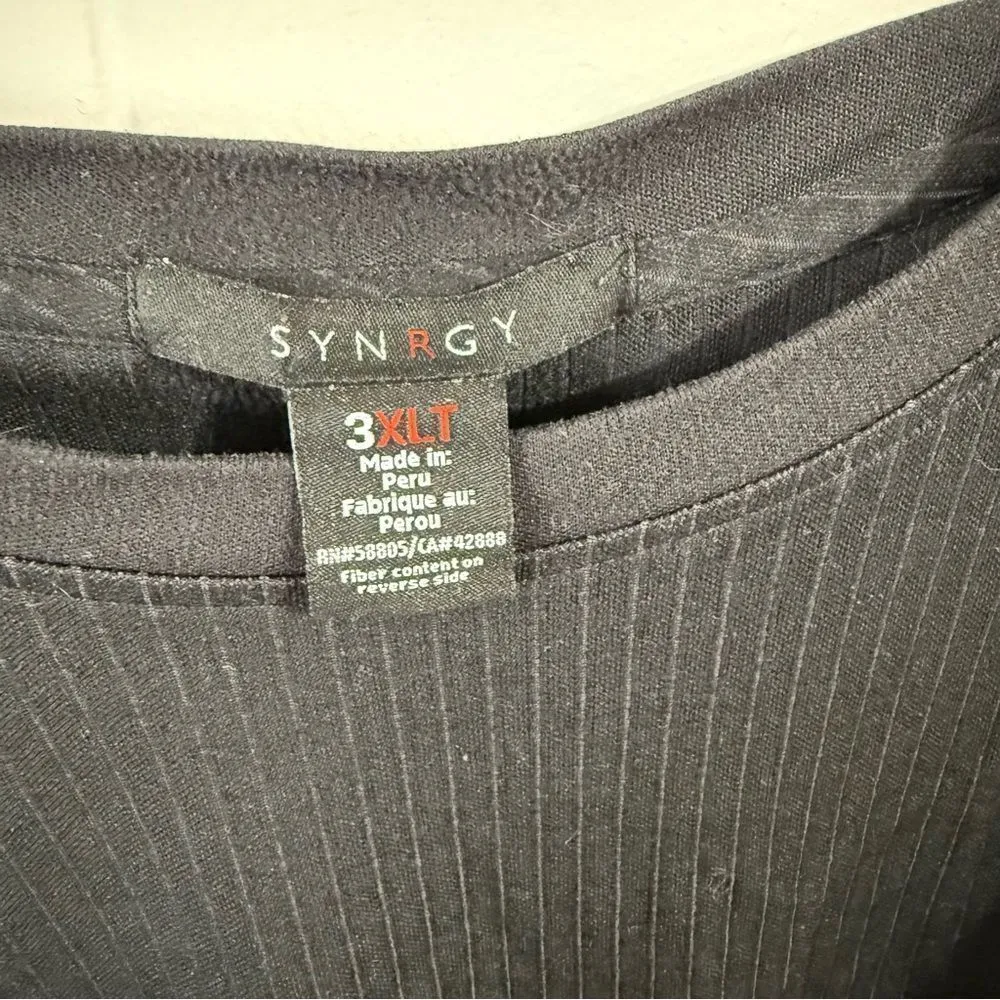 SYNRGY
3XLT
Made in:
Peru
Fabrique au:
Perou
RN#58805/CA#42888
Fiber content on
reverse side